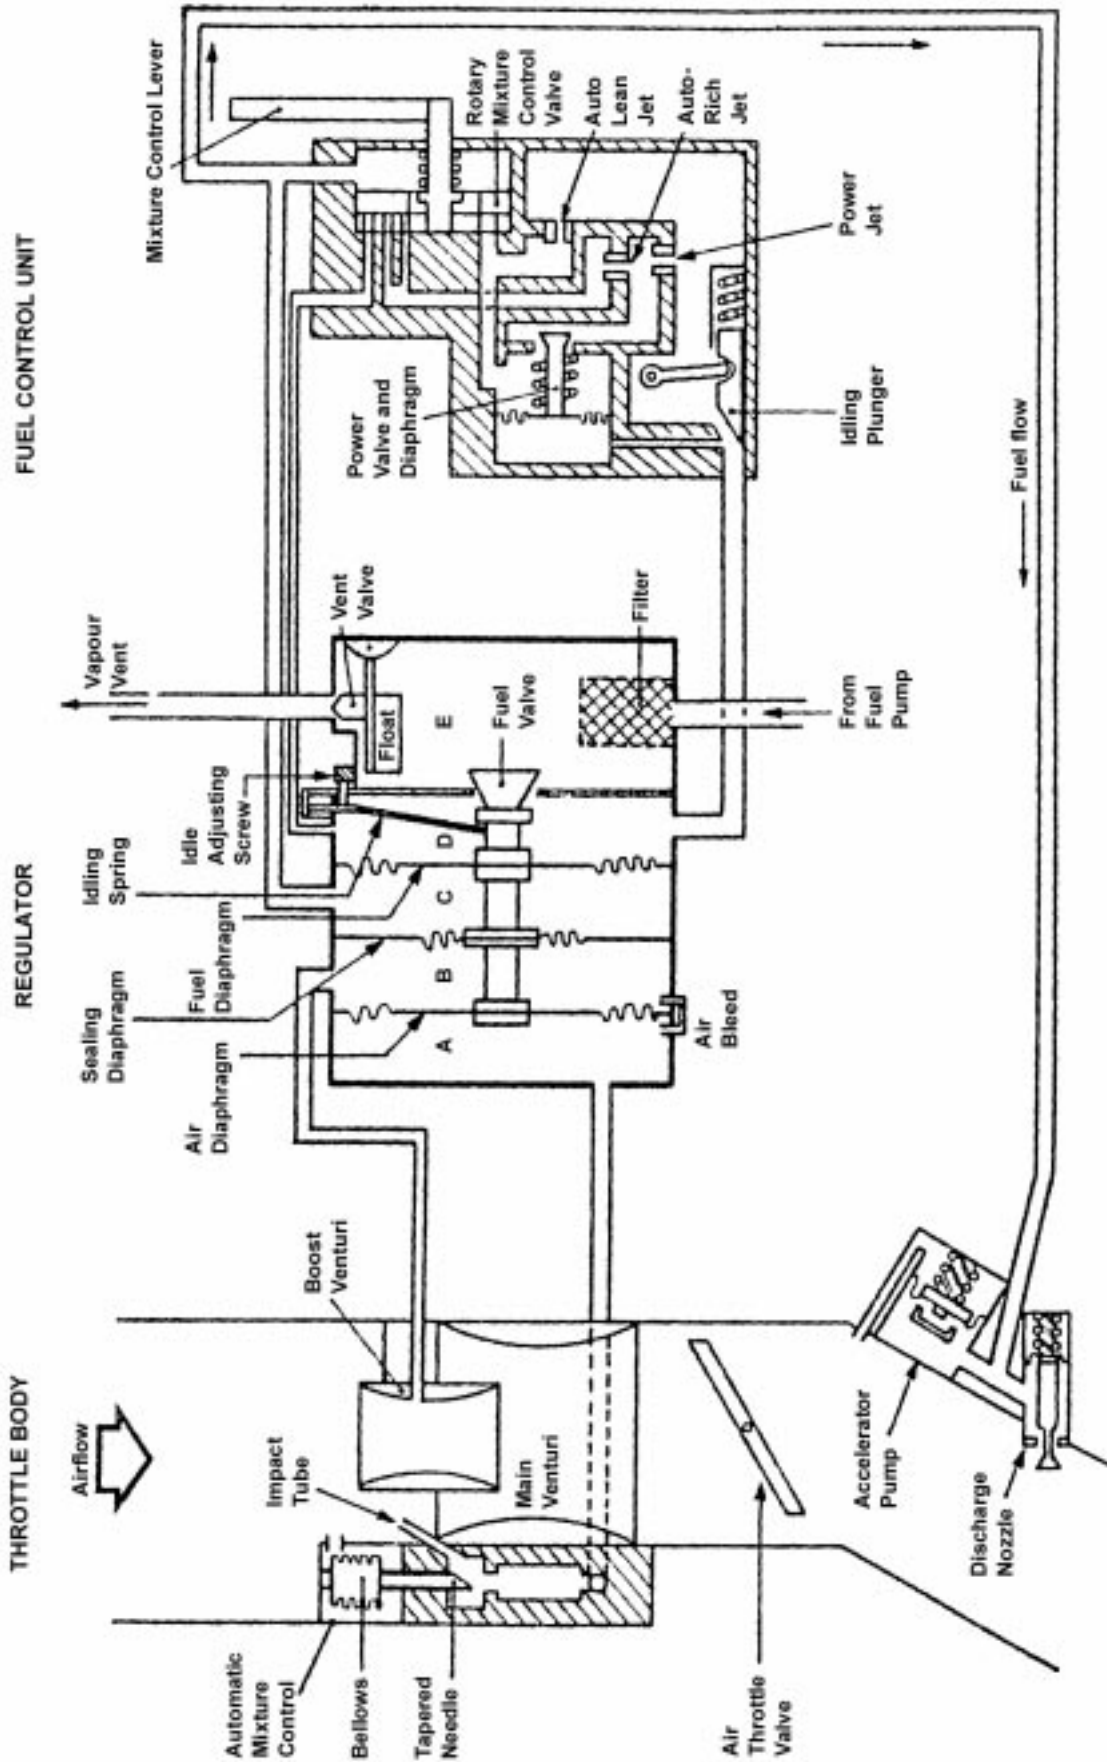 THROTTLE BODY
REGULATOR
FUEL CONTROL UNIT
Airflow
Automatic
Mixture
Control
Bellows
Tapered
Needle
Impact
Tube
Boost
Venturi
Main
Venturi
Air
Throttle
Valve
Accelerator
Pump
Discharge
Nozzle
Sealing
Diaphragm
Air
Diaphragm
Fuel
Diaphragm
Idling
Spring
Idle
Adjusting
Screw
Vapour
Vent
Vent
Valve
Float
A
B
C
D
E
Fuel
Valve
Filter
Air
Bleed
From
Fuel
Pump
Mixture Control Lever
Rotary
Mixture
Control
Valve
Auto
Lean
Jet
Auto-
Rich
Jet
Power
Jet
Power
Valve and
Diaphragm
Idling
Plunger
Fuel flow